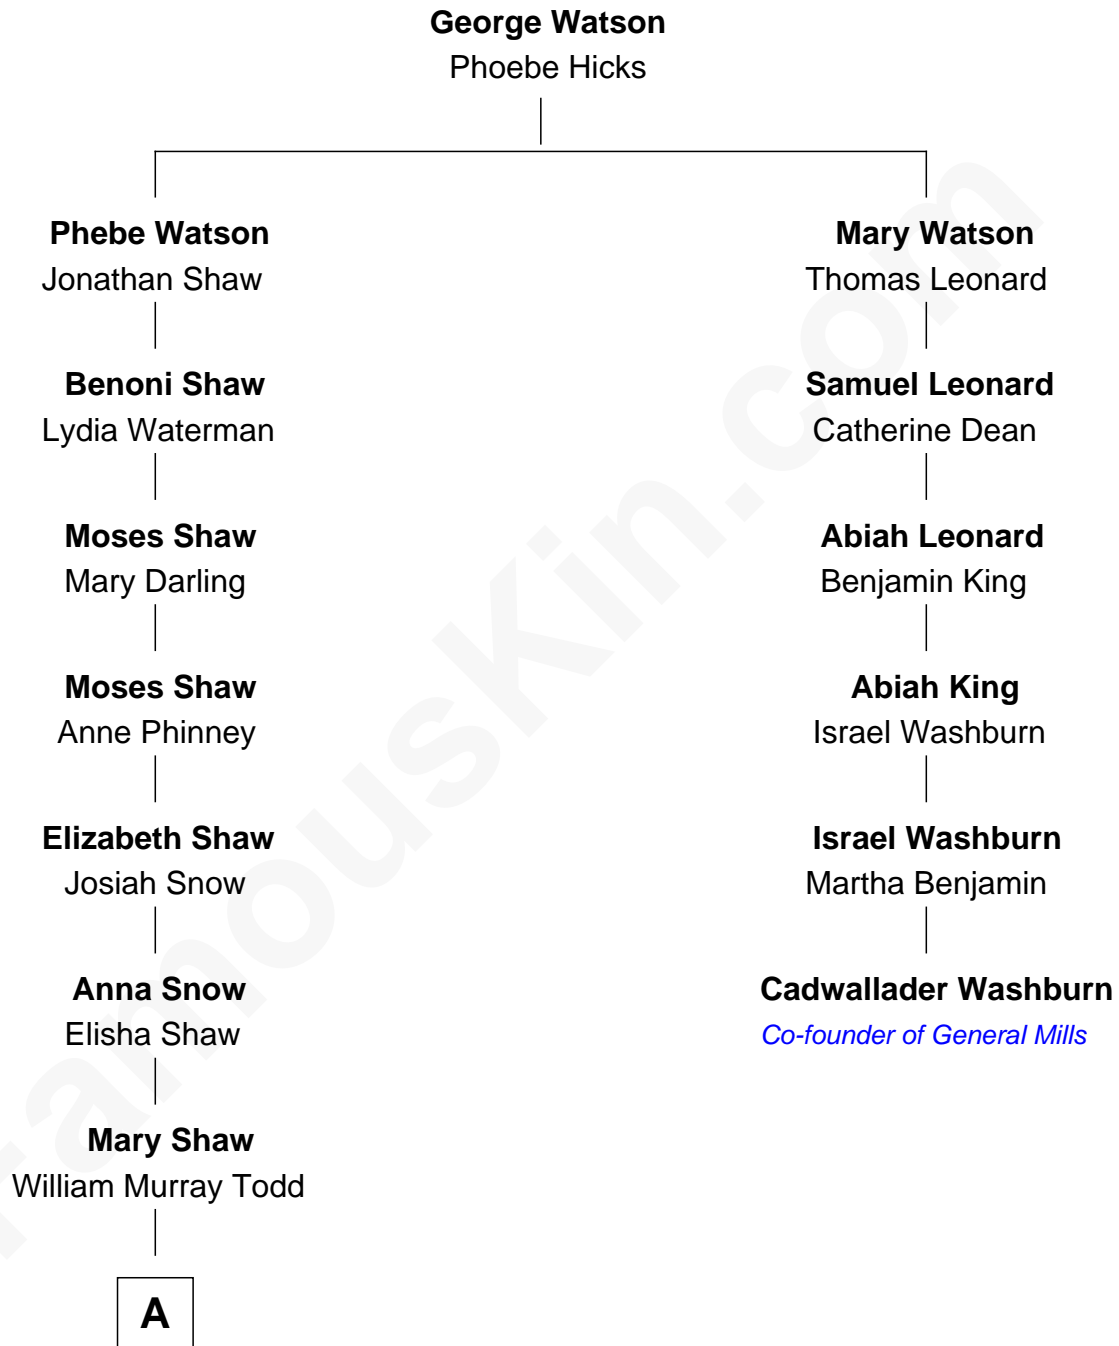 George Watson
Phoebe Hicks
Phebe Watson
Jonathan Shaw
Mary Watson
Thomas Leonard
Benoni Shaw
Lydia Waterman
Samuel Leonard
Catherine Dean
Moses Shaw
Mary Darling
Abiah Leonard
Benjamin King
Moses Shaw
Anne Phinney
Abiah King
Israel Washburn
Elizabeth Shaw
Josiah Snow
Israel Washburn
Martha Benjamin
Anna Snow
Elisha Shaw
Cadwallader Washburn
Co-founder of General Mills
Mary Shaw
William Murray Todd
A
FamousKin.com